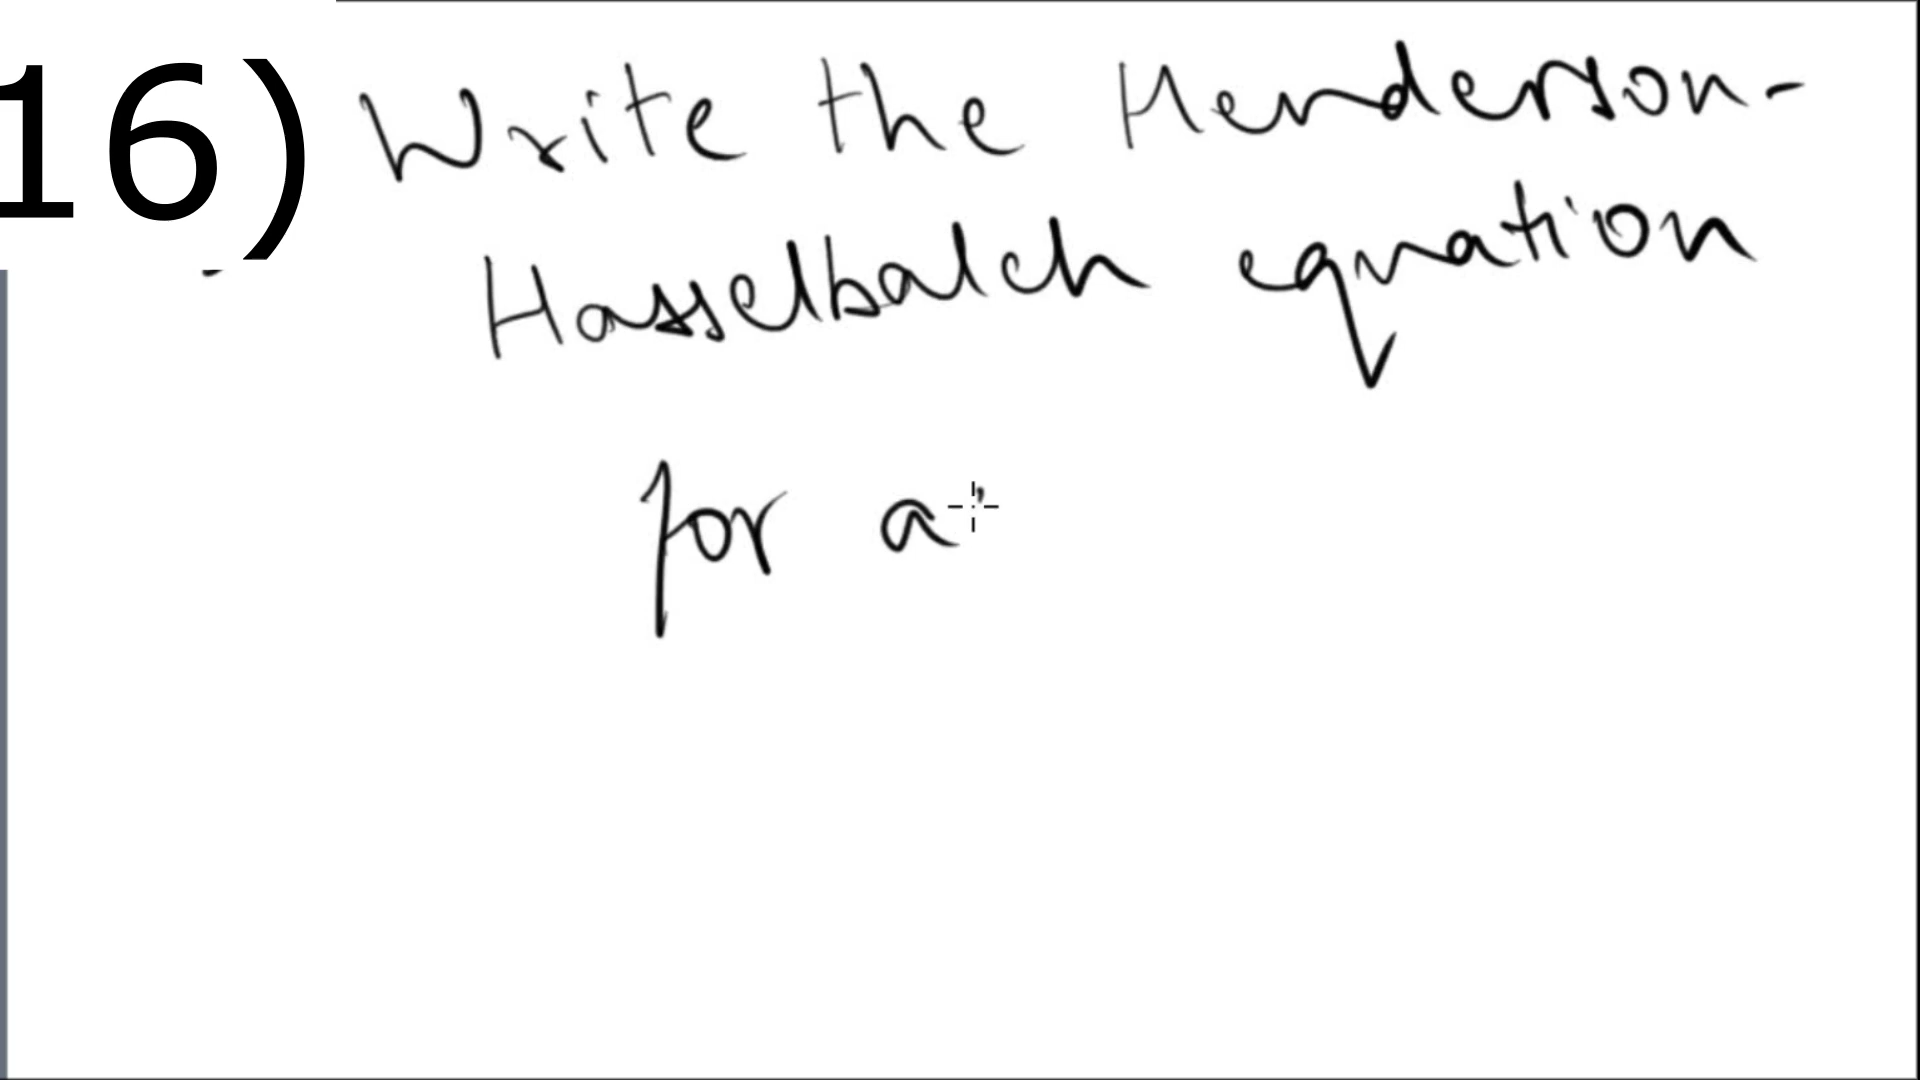 16) Write the Henderson-
Hasselbalch equation
for a